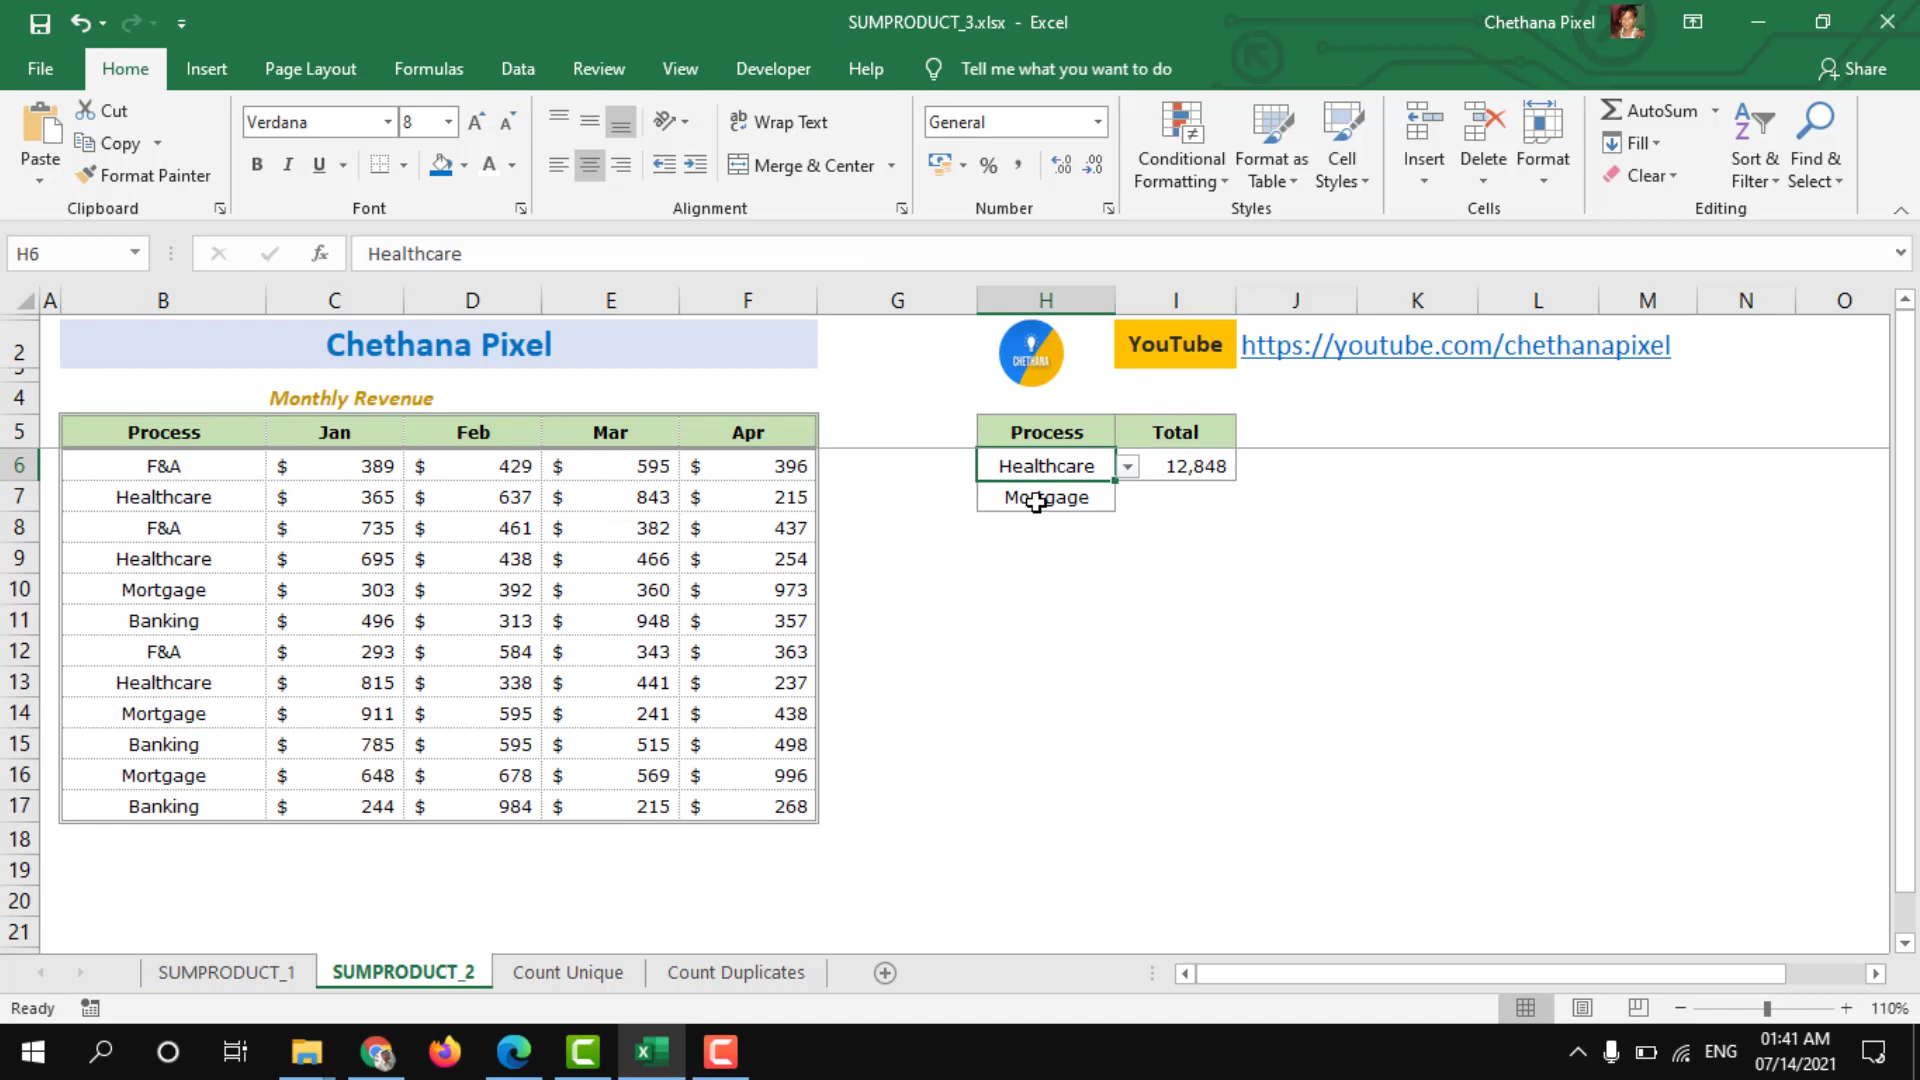 SUMPRODUCT_3.xlsx - Excel
Chethana Pixel
File Home Insert Page Layout Formulas Data Review View Developer Help Tell me what you want to do Share
Paste
Cut
Copy
Format Painter
Clipboard
Verdana 8
B I U
Font
Wrap Text
Merge & Center
Alignment
General
Number
Conditional Formatting
Format as Table
Cell Styles
Styles
Insert Delete Format
Cells
AutoSum
Fill
Clear
Sort & Filter
Find & Select
Editing
H6 fx Healthcare
A B C D E F G H I J K L M N O
2 Chethana Pixel CHETHANA YouTube https://youtube.com/chethanapixel
4 Monthly Revenue
5 Process Jan Feb Mar Apr Process Total
6 F&A $ 389 $ 429 $ 595 $ 396 Healthcare 12,848
7 Healthcare $ 365 $ 637 $ 843 $ 215 Mortgage
8 F&A $ 735 $ 461 $ 382 $ 437
9 Healthcare $ 695 $ 438 $ 466 $ 254
10 Mortgage $ 303 $ 392 $ 360 $ 973
11 Banking $ 496 $ 313 $ 948 $ 357
12 F&A $ 293 $ 584 $ 343 $ 363
13 Healthcare $ 815 $ 338 $ 441 $ 237
14 Mortgage $ 911 $ 595 $ 241 $ 438
15 Banking $ 785 $ 595 $ 515 $ 498
16 Mortgage $ 648 $ 678 $ 569 $ 996
17 Banking $ 244 $ 984 $ 215 $ 268
18
19
20
21
SUMPRODUCT_1 SUMPRODUCT_2 Count Unique Count Duplicates
Ready 110%
ENG 01:41 AM
07/14/2021